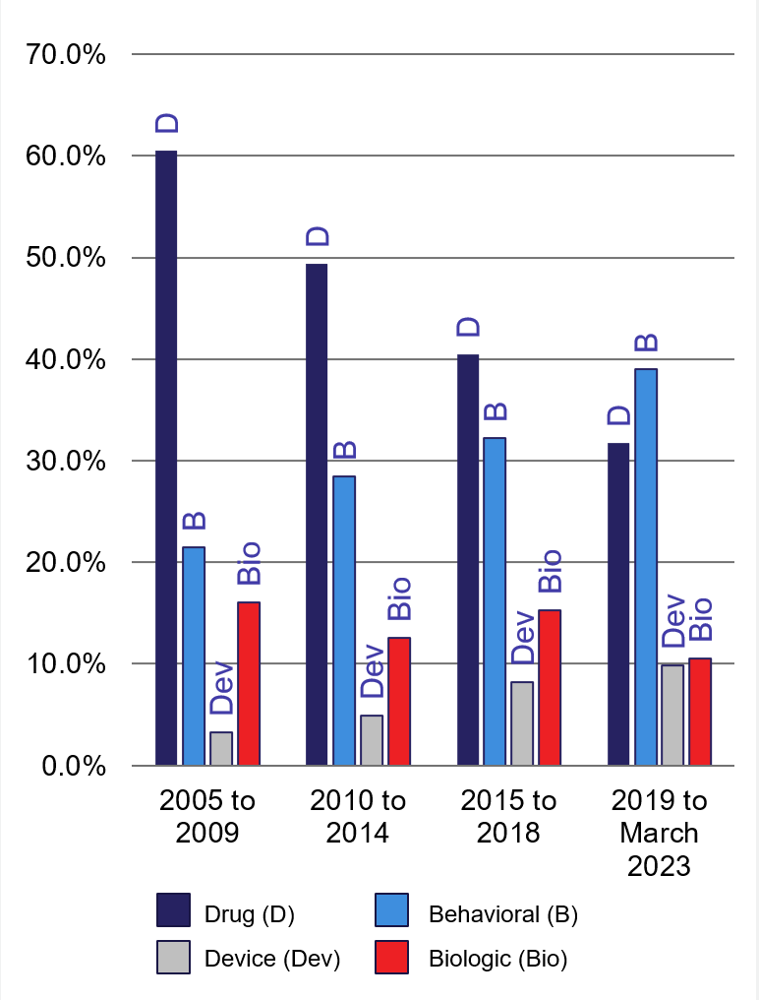 70.0%
60.0%
50.0%
40.0%
30.0%
20.0%
10.0%
0.0%
D
B
Dev
Bio
D
B
Dev
Bio
D
B
Dev
Bio
D
B
Dev
Bio
2005 to
2009
2010 to
2014
2015 to
2018
2019 to
March
2023
Drug (D)
Behavioral (B)
Device (Dev)
Biologic (Bio)